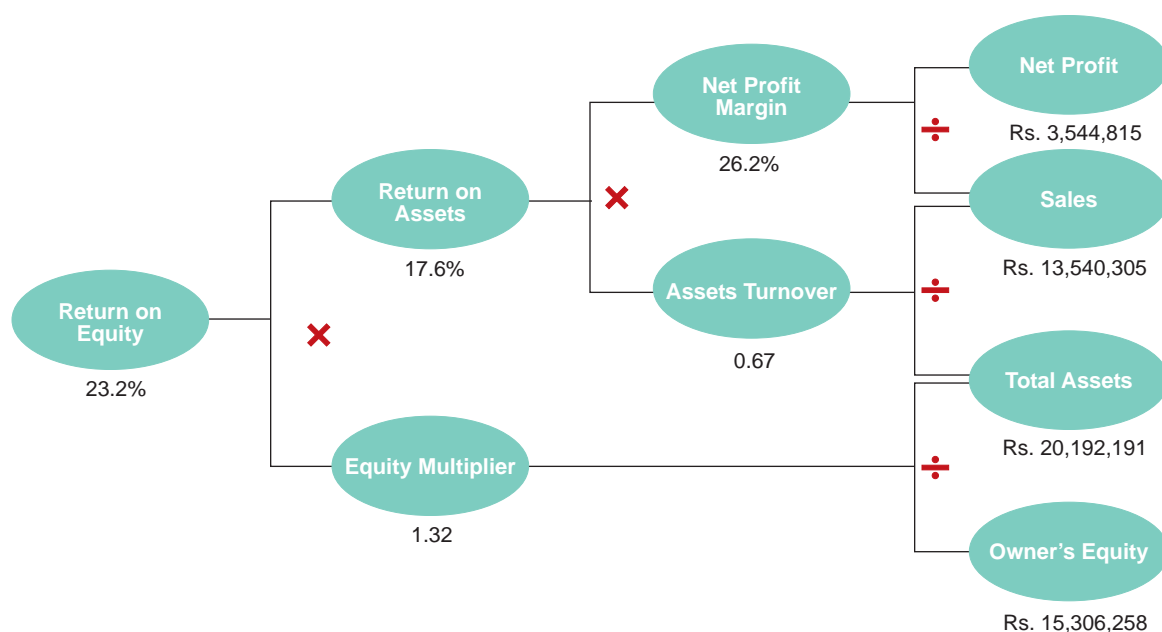 Return on
Equity
23.2%
Return on
Assets
17.6%
Equity Multiplier
1.32
Net Profit
Margin
26.2%
Assets Turnover
0.67
Net Profit
Rs. 3,544,815
Sales
Rs. 13,540,305
Total Assets
Rs. 20,192,191
Owner’s Equity
Rs. 15,306,258